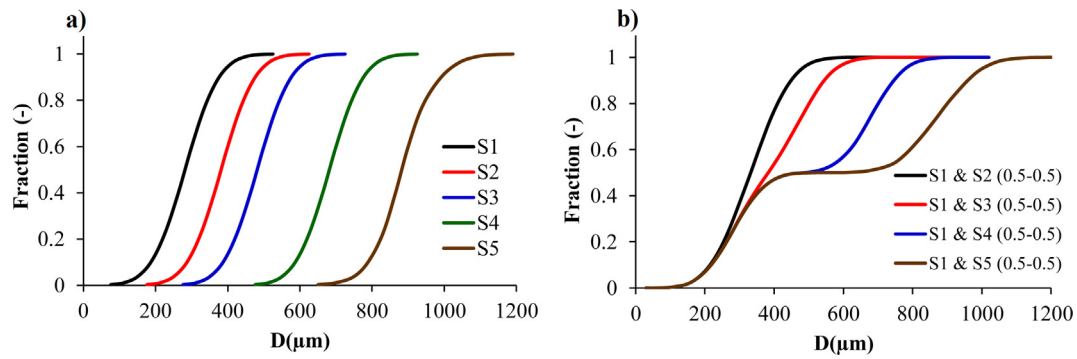 a)
Fraction (-)
1
0.8
0.6
0.4
0.2
0
0 200 400 600 800 1000 1200
D(µm)
S1
S2
S3
S4
S5
b)
Fraction (-)
1
0.8
0.6
0.4
0.2
0
0 200 400 600 800 1000 1200
D(µm)
S1 & S2 (0.5-0.5)
S1 & S3 (0.5-0.5)
S1 & S4 (0.5-0.5)
S1 & S5 (0.5-0.5)